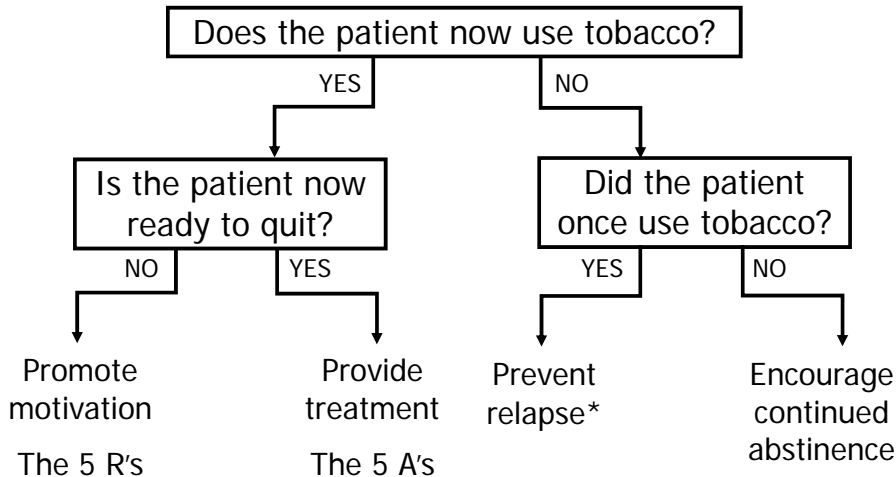 Does the patient now use tobacco?
YES
NO
Is the patient now
ready to quit?
Did the patient
once use tobacco?
NO
YES
YES
NO
Promote
motivation
The 5 R's
Provide
treatment
The 5 A's
Prevent
relapse*
Encourage
continued
abstinence